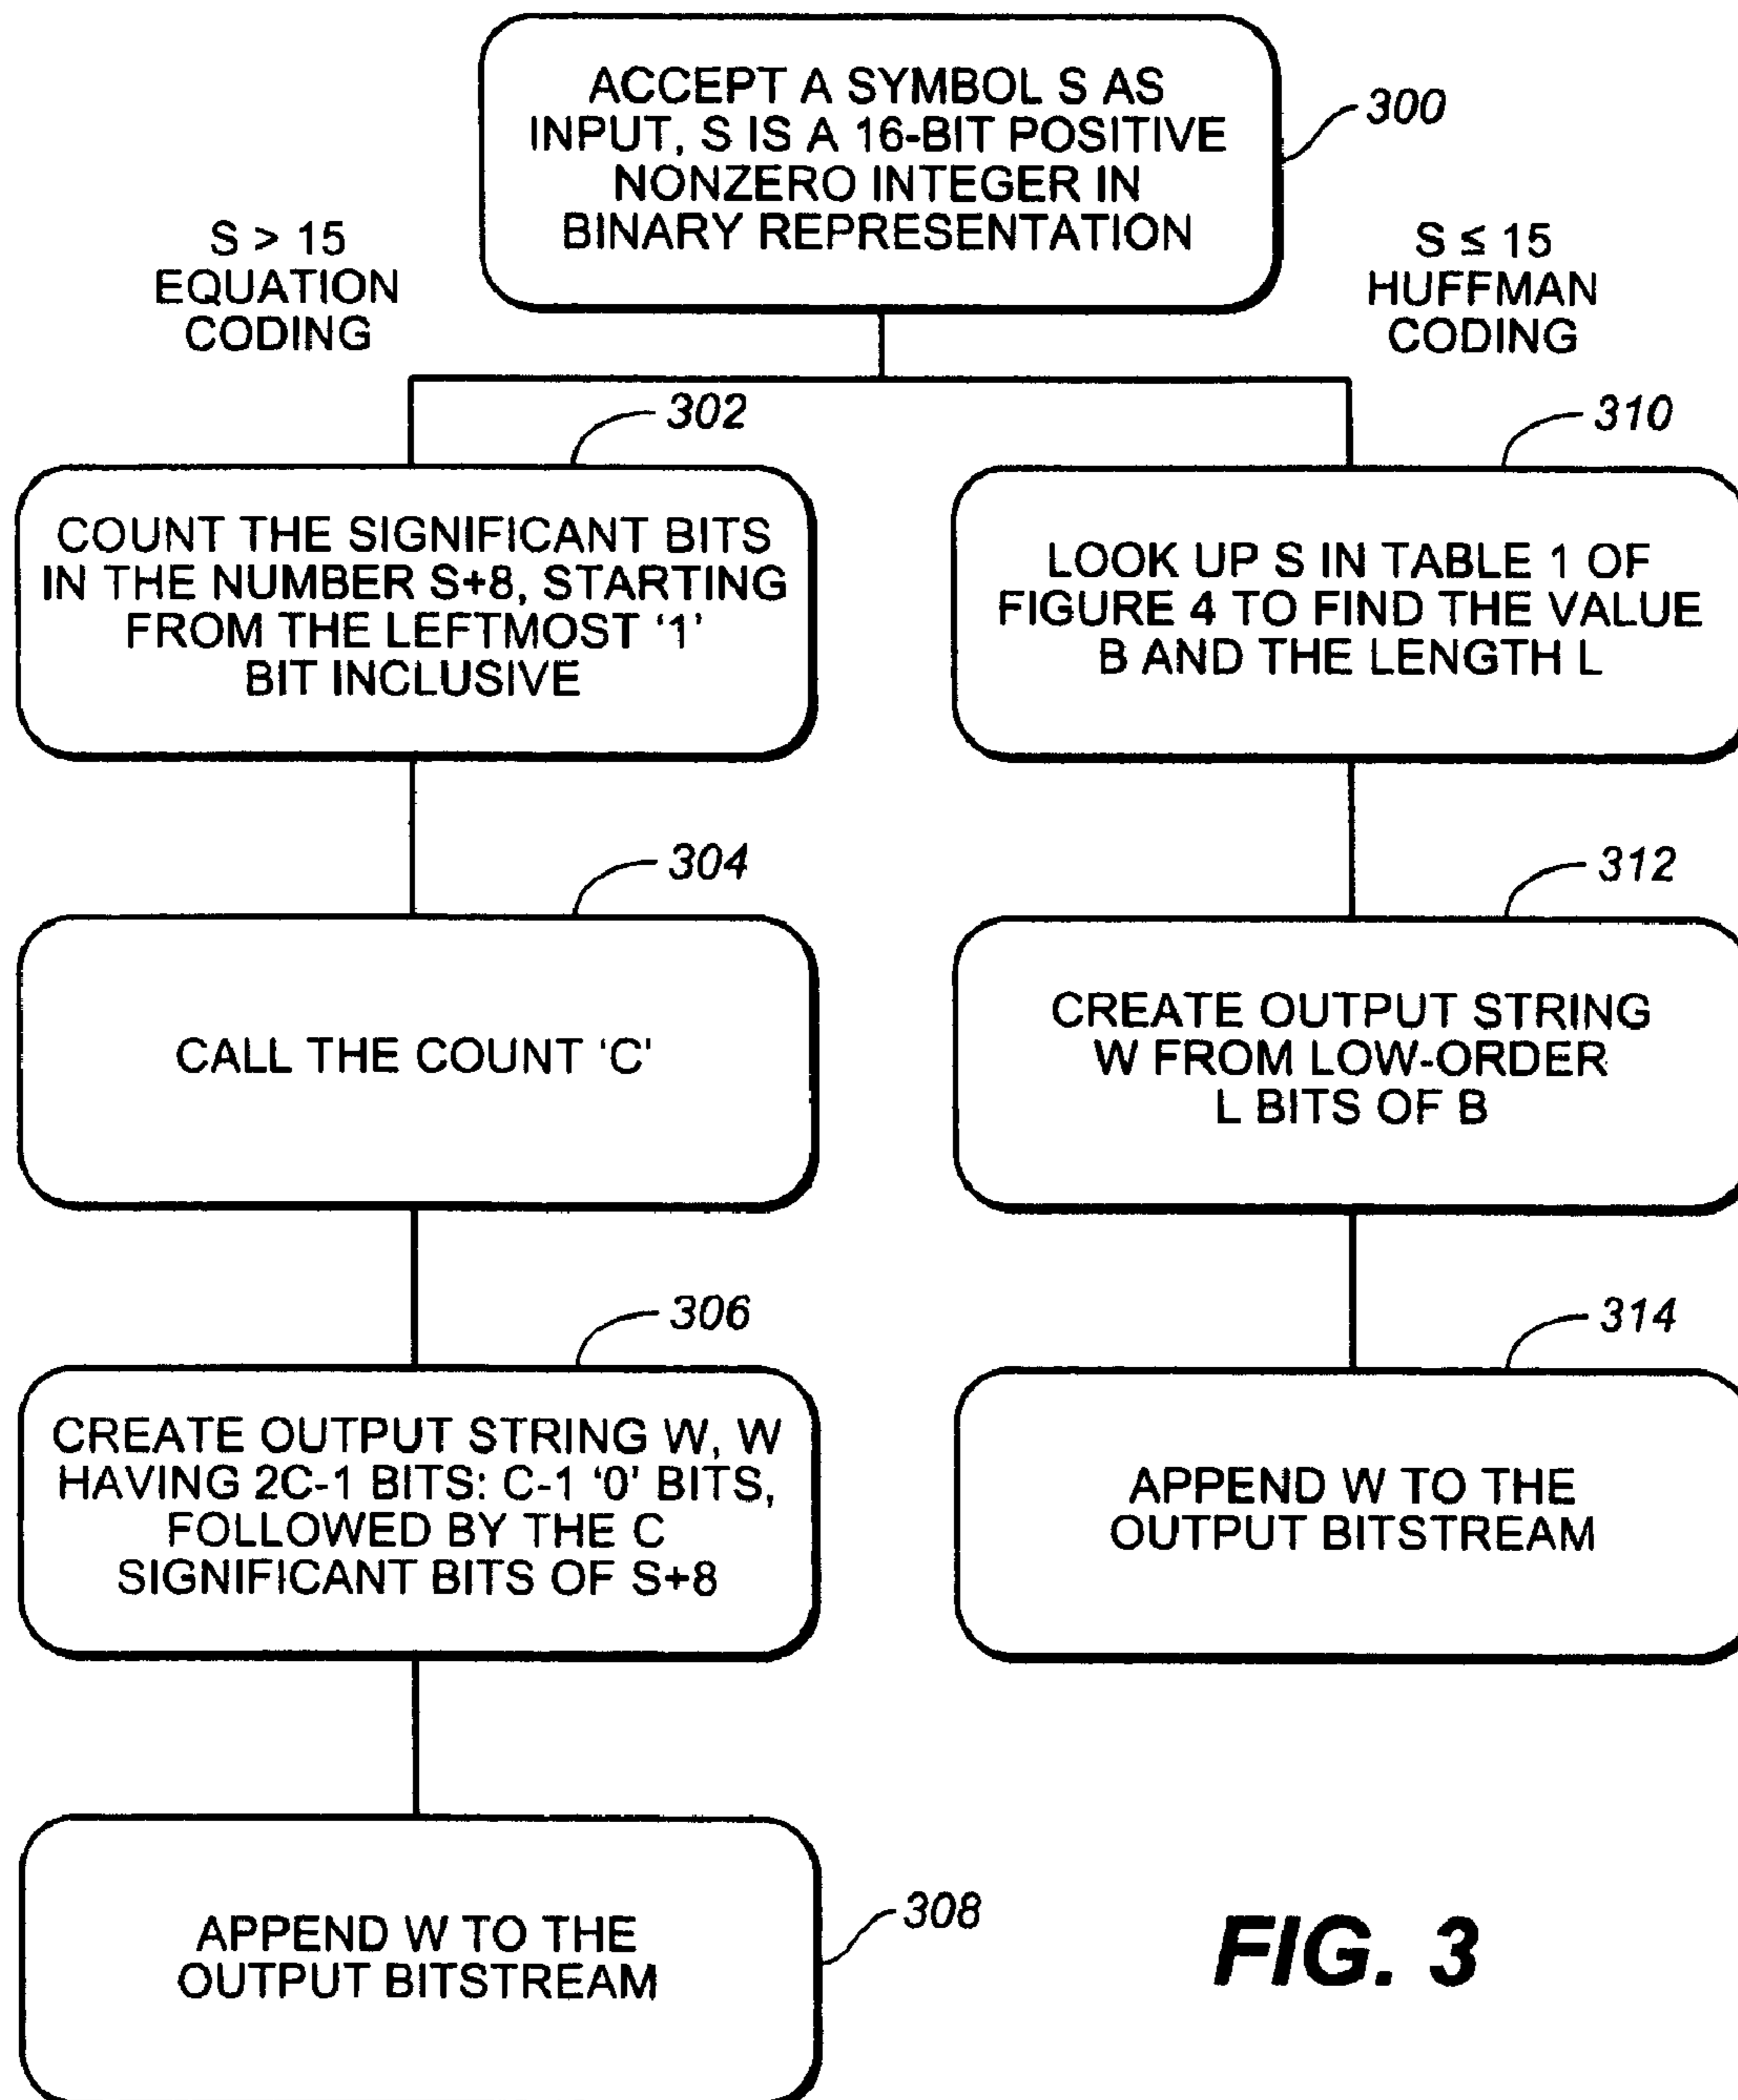 ACCEPT A SYMBOL S AS
INPUT, S IS A 16-BIT POSITIVE
NONZERO INTEGER IN
BINARY REPRESENTATION
300
S > 15
EQUATION
CODING
S ≤ 15
HUFFMAN
CODING
302
COUNT THE SIGNIFICANT BITS
IN THE NUMBER S+8, STARTING
FROM THE LEFTMOST ‘1’
BIT INCLUSIVE
304
CALL THE COUNT ‘C’
306
CREATE OUTPUT STRING W, W
HAVING 2C-1 BITS: C-1 ‘0’ BITS,
FOLLOWED BY THE C
SIGNIFICANT BITS OF S+8
APPEND W TO THE
OUTPUT BITSTREAM
308
310
LOOK UP S IN TABLE 1 OF
FIGURE 4 TO FIND THE VALUE
B AND THE LENGTH L
312
CREATE OUTPUT STRING
W FROM LOW-ORDER
L BITS OF B
314
APPEND W TO THE
OUTPUT BITSTREAM
FIG. 3